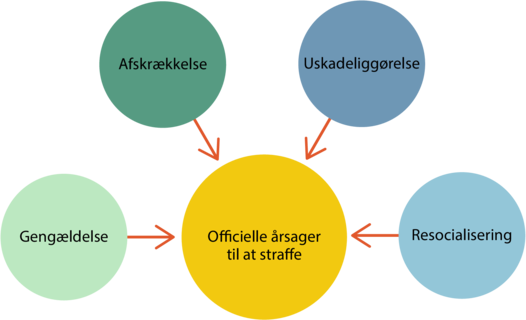 Afskrækkelse
Uskadeliggørelse
Gengældelse
Officielle årsager
til at straffe
Resocialisering